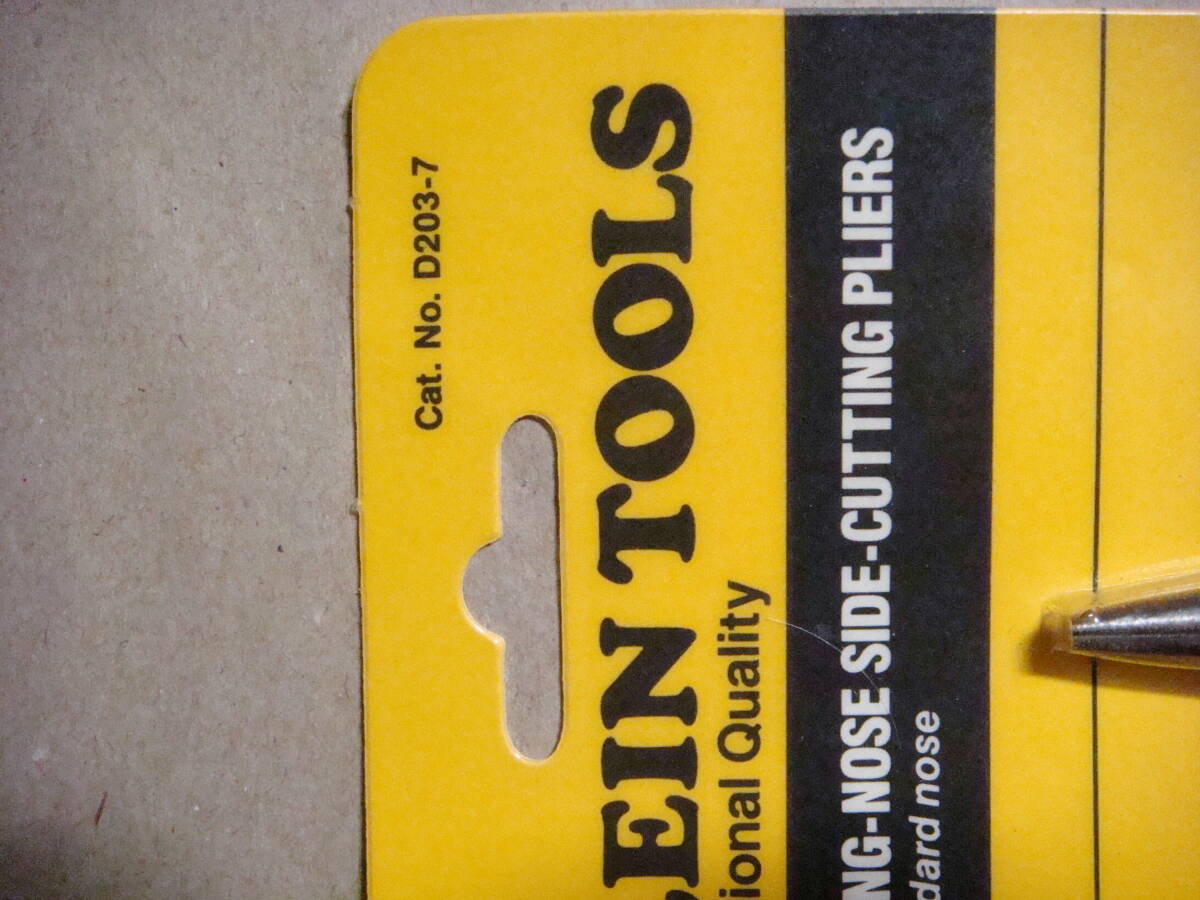 Cat. No. D203-7
EIN TOOLS
ional Quality
NG-NOSE SIDE-CUTTING PLIERS
dard nose